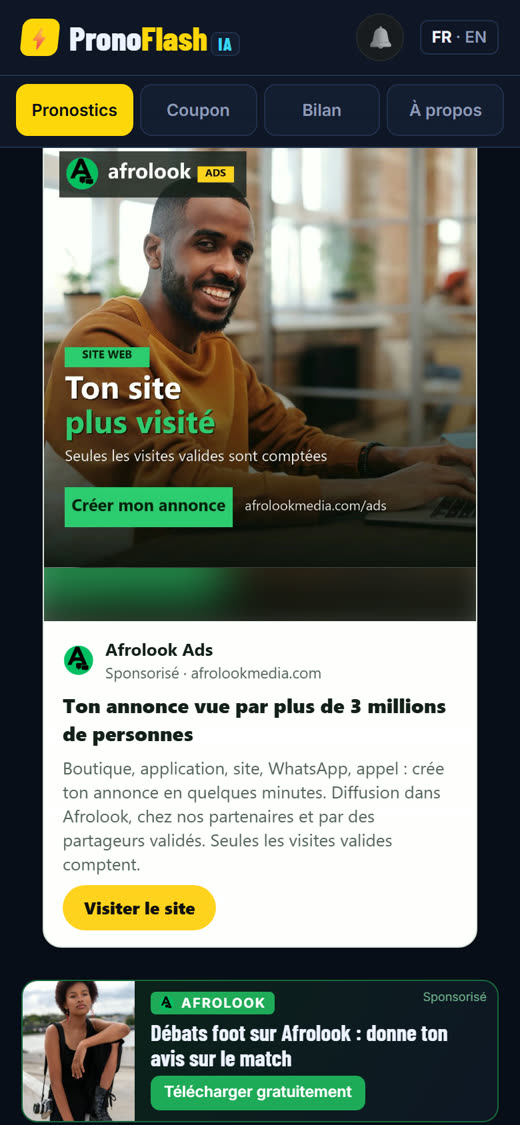 PronoFlash IA
FR · EN
Pronostics
Coupon
Bilan
À propos
afrolook ADS
SITE WEB
Ton site
plus visité
Seules les visites valides sont comptées
Créer mon annonce
afrolookmedia.com/ads
Afrolook Ads
Sponsorisé · afrolookmedia.com
Ton annonce vue par plus de 3 millions
de personnes
Boutique, application, site, WhatsApp, appel : crée
ton annonce en quelques minutes. Diffusion dans
Afrolook, chez nos partenaires et par des
partageurs validés. Seules les visites valides
comptent.
Visiter le site
AFROLOOK
Sponsorisé
Débats foot sur Afrolook : donne ton
avis sur le match
Télécharger gratuitement